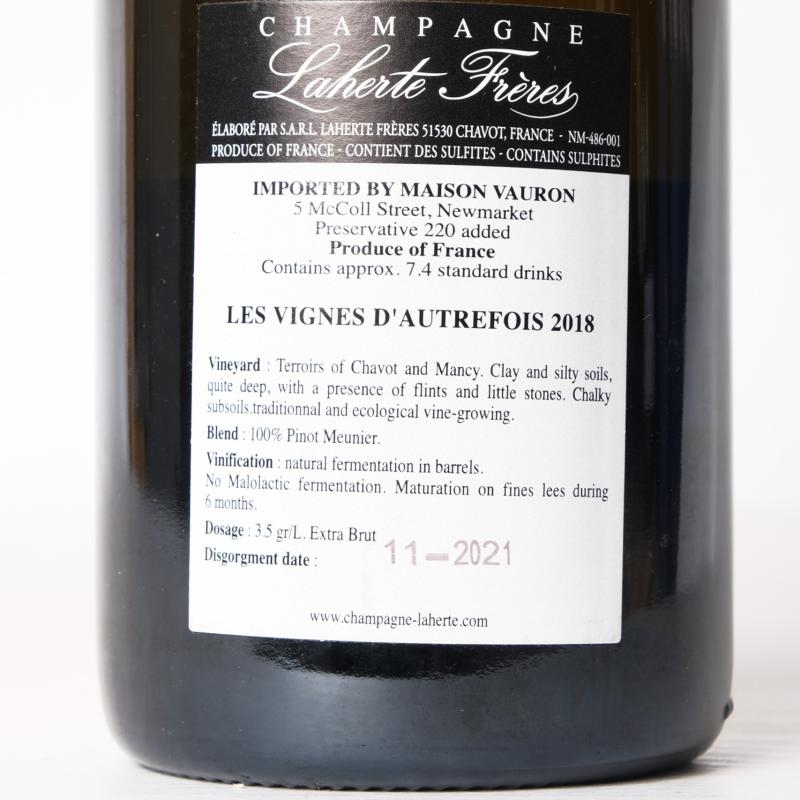 CHAMPAGNE
Laherte Frères
ÉLABORÉ PAR S.A.R.L. LAHERTE FRÈRES 51530 CHAVOT, FRANCE - NM-486-001
PRODUCE OF FRANCE - CONTIENT DES SULFITES - CONTAINS SULPHITES
IMPORTED BY MAISON VAURON
5 McColl Street, Newmarket
Preservative 220 added
Produce of France
Contains approx. 7.4 standard drinks
LES VIGNES D'AUTREFOIS 2018
Vineyard : Terroirs of Chavot and Mancy. Clay and silty soils,
quite deep, with a presence of flints and little stones. Chalky
subsoils.traditionnal and ecological vine-growing.
Blend : 100% Pinot Meunier.
Vinification : natural fermentation in barrels.
No Malolactic fermentation. Maturation on fines lees during
6 months.
Dosage : 3.5 gr/L. Extra Brut
Disgorgment date : 11-2021
www.champagne-laherte.com